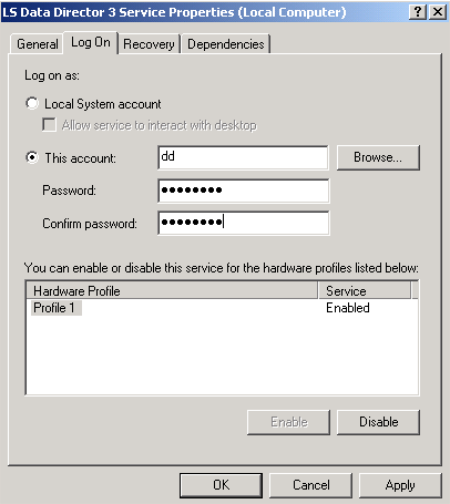 LS Data Director 3 Service Properties (Local Computer)
General Log On Recovery Dependencies
Log on as:
Local System account
Allow service to interact with desktop
This account: dd Browse...
Password: ●●●●●●●●
Confirm password: ●●●●●●●●
You can enable or disable this service for the hardware profiles listed below:
Hardware Profile Service
Profile 1 Enabled
Enable Disable
OK Cancel Apply